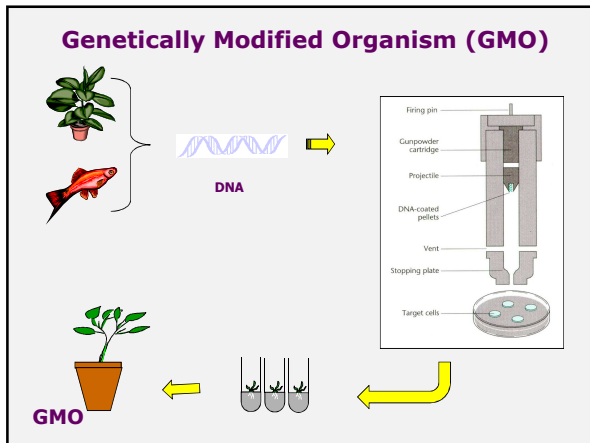 Genetically Modified Organism (GMO)
DNA
Firing pin
Gunpowder
cartridge
Projectile
DNA-coated
pellets
Vent
Stopping plate
Target cells
GMO